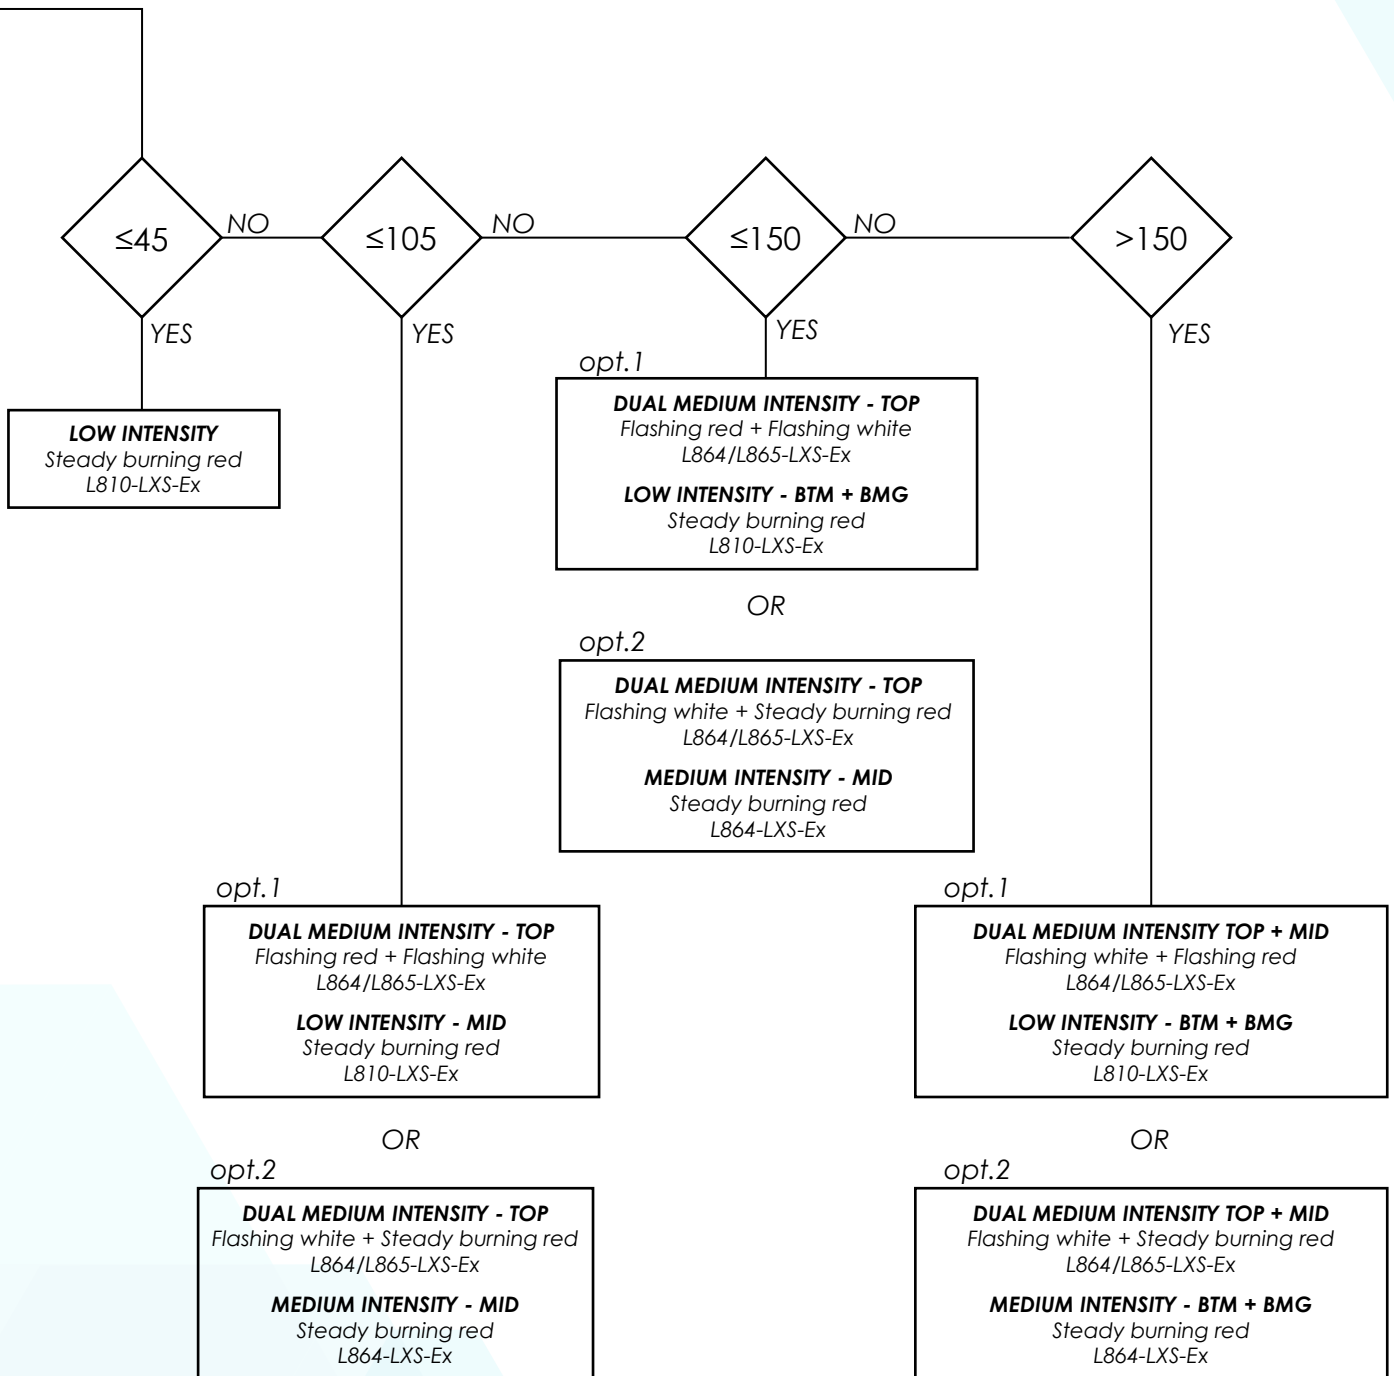 ≤45
NO
≤105
NO
≤150
NO
>150
YES
YES
YES
YES
LOW INTENSITY
Steady burning red
L810-LXS-Ex
opt.1
DUAL MEDIUM INTENSITY - TOP
Flashing red + Flashing white
L864/L865-LXS-Ex
LOW INTENSITY - BTM + BMG
Steady burning red
L810-LXS-Ex
OR
opt.2
DUAL MEDIUM INTENSITY - TOP
Flashing white + Steady burning red
L864/L865-LXS-Ex
MEDIUM INTENSITY - MID
Steady burning red
L864-LXS-Ex
opt.1
DUAL MEDIUM INTENSITY - TOP
Flashing red + Flashing white
L864/L865-LXS-Ex
LOW INTENSITY - MID
Steady burning red
L810-LXS-Ex
OR
opt.2
DUAL MEDIUM INTENSITY - TOP
Flashing white + Steady burning red
L864/L865-LXS-Ex
MEDIUM INTENSITY - MID
Steady burning red
L864-LXS-Ex
opt.1
DUAL MEDIUM INTENSITY TOP + MID
Flashing white + Flashing red
L864/L865-LXS-Ex
LOW INTENSITY - BTM + BMG
Steady burning red
L810-LXS-Ex
OR
opt.2
DUAL MEDIUM INTENSITY TOP + MID
Flashing white + Steady burning red
L864/L865-LXS-Ex
MEDIUM INTENSITY - BTM + BMG
Steady burning red
L864-LXS-Ex